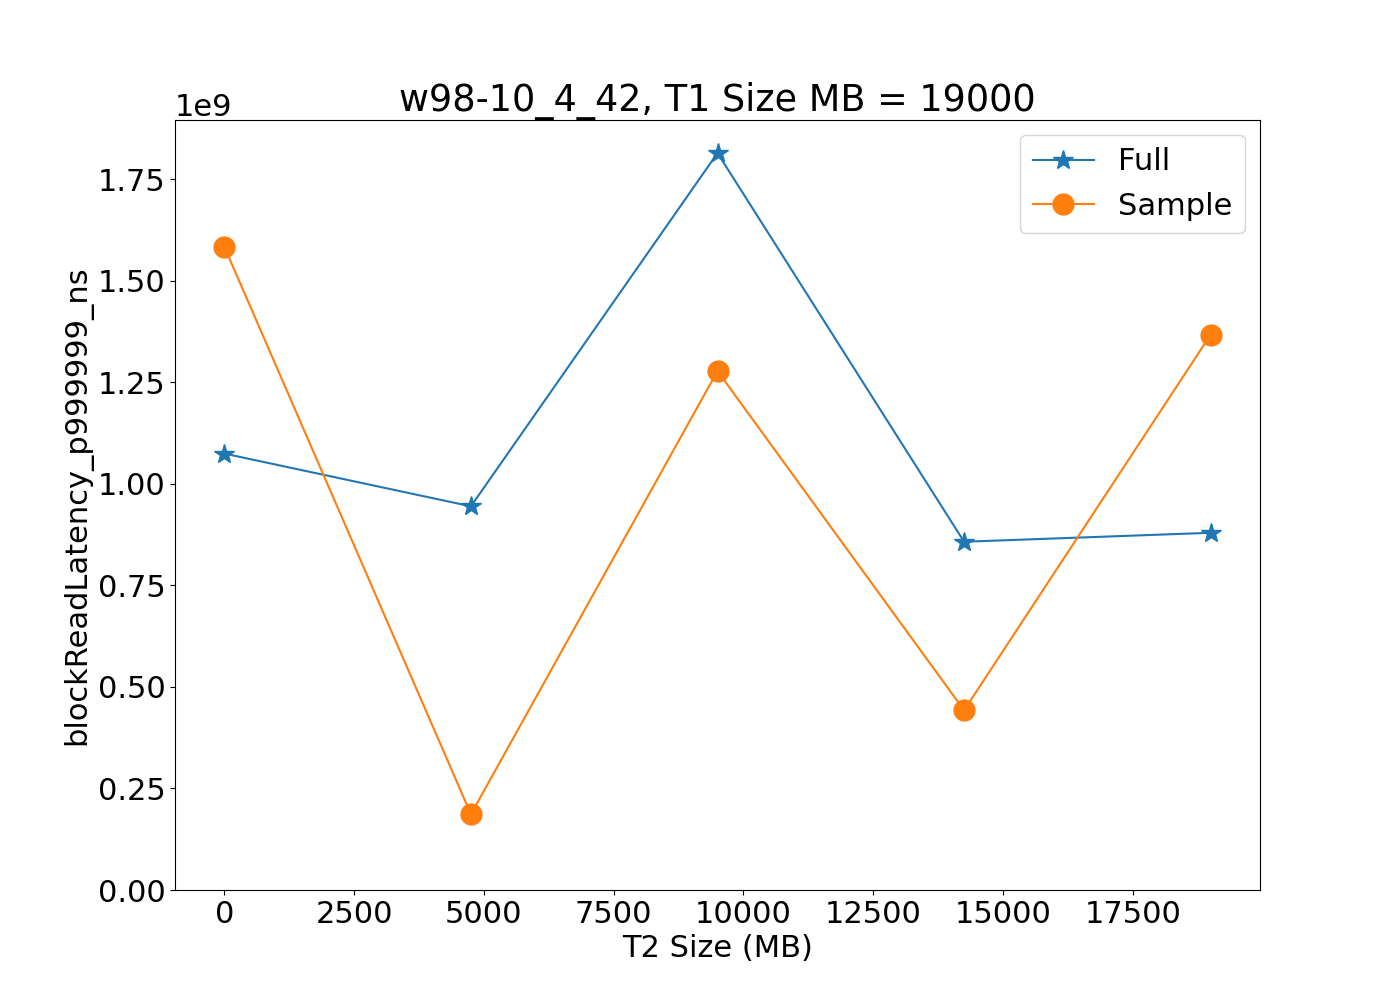 w98-10_4_42, T1 Size MB = 19000
1e9
Full
Sample
1.75
1.50
1.25
1.00
0.75
0.50
0.25
0.00
blockReadLatency_p999999_ns
0 2500 5000 7500 10000 12500 15000 17500
T2 Size (MB)